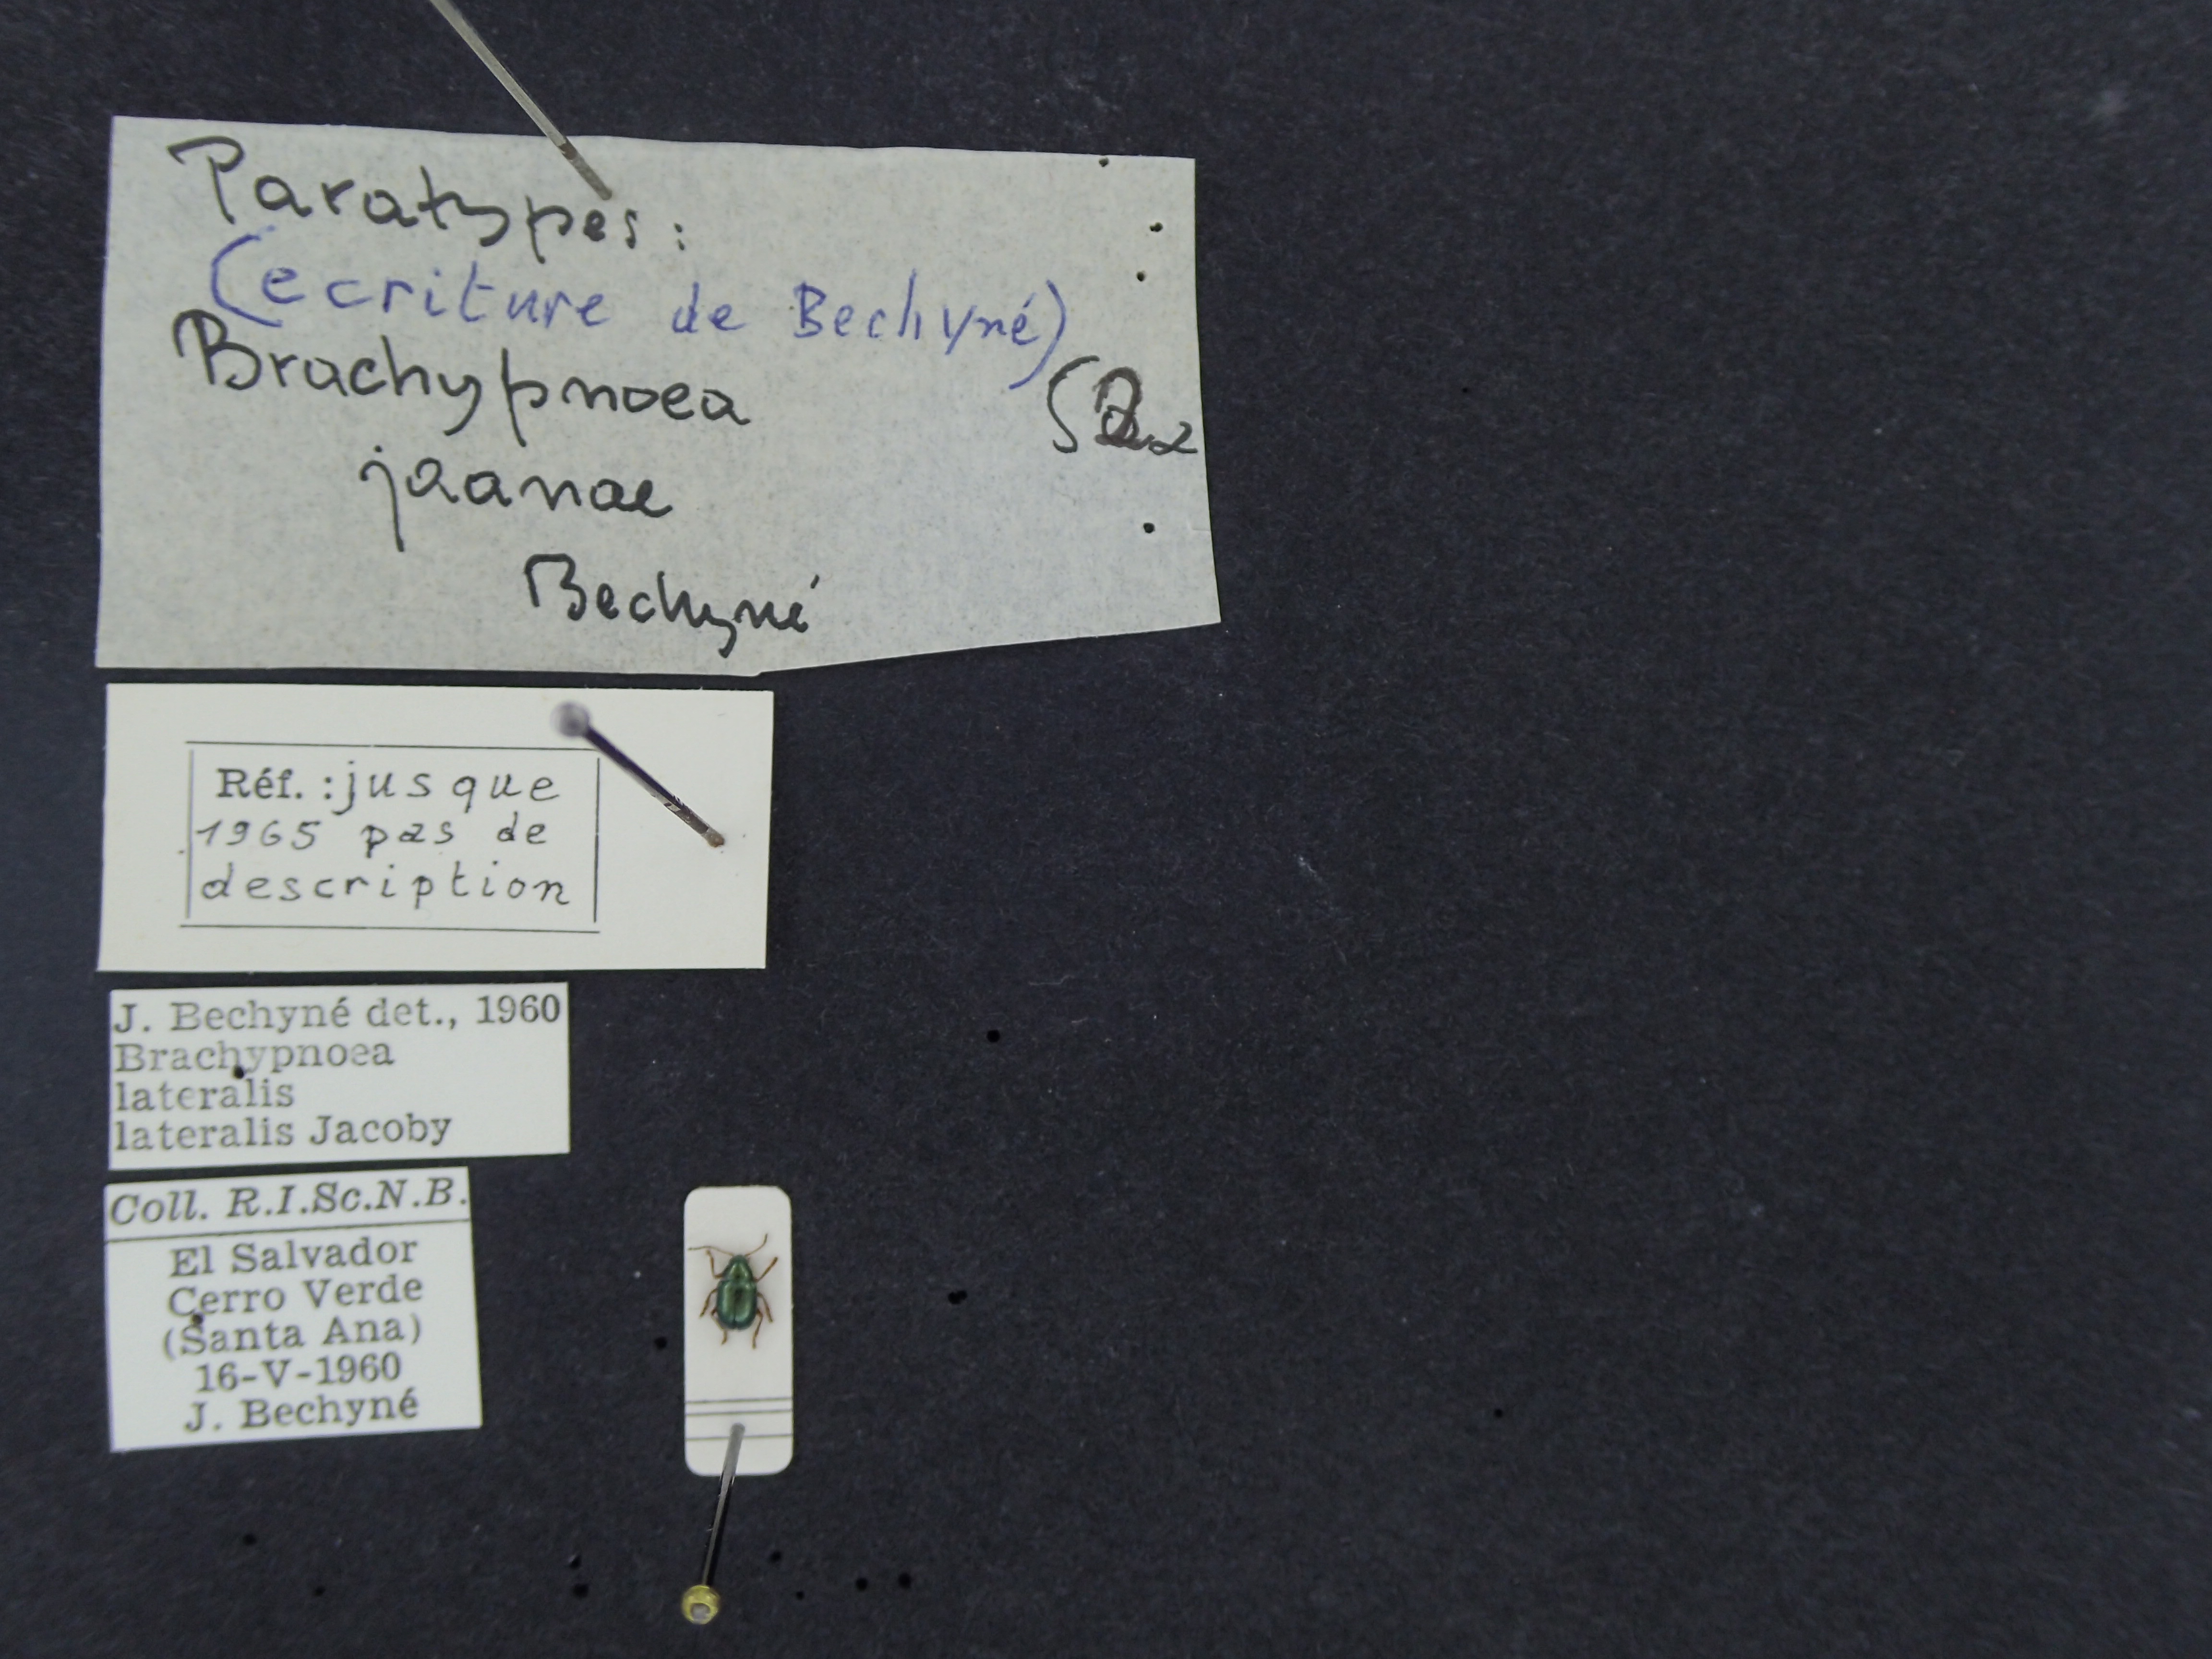 Paratypes:
(ecriture de Bechyné)
Brachypnoea
jaanae
Bechyné
Réf.: jusque
1965 pas de
description
J. Bechyné det., 1960
Brachypnoea
lateralis
lateralis Jacoby
Coll. R.I.Sc.N.B.
El Salvador
Cerro Verde
(Santa Ana)
16-V-1960
J. Bechyné